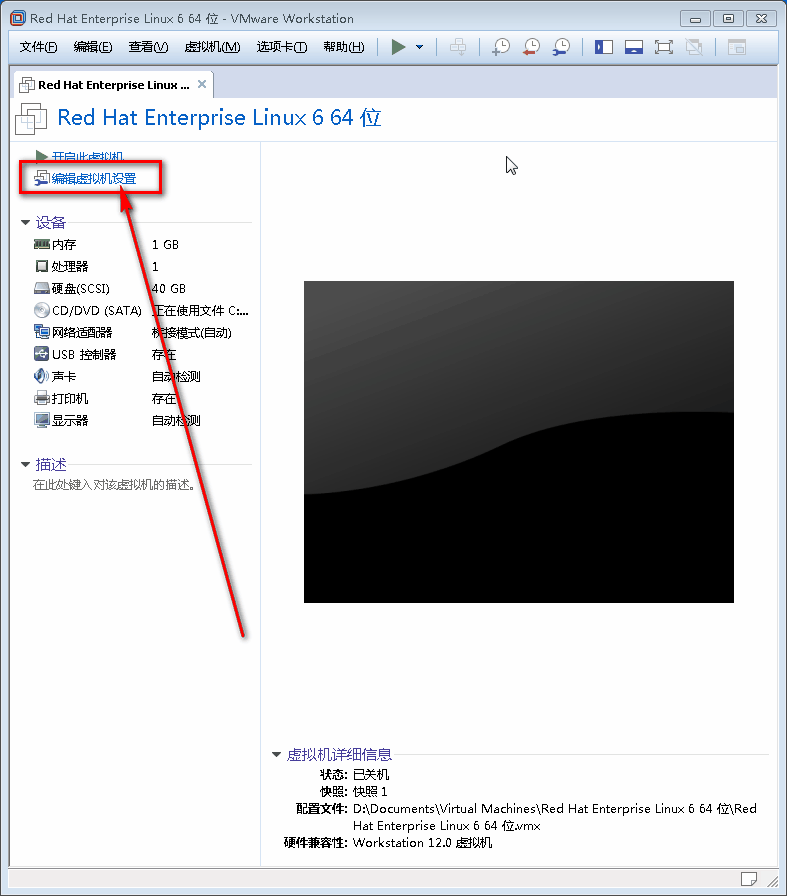 Red Hat Enterprise Linux 6 64 位 - VMware Workstation
文件(F) 编辑(E) 查看(V) 虚拟机(M) 选项卡(T) 帮助(H)
Red Hat Enterprise Linux ...
Red Hat Enterprise Linux 6 64 位
开启此虚拟机
编辑虚拟机设置
设备
内存 1 GB
处理器 1
硬盘(SCSI) 40 GB
CD/DVD (SATA) 正在使用文件 C:...
网络适配器 桥接模式(自动)
USB 控制器 存在
声卡 自动检测
打印机 存在
显示器 自动检测
描述
在此处键入对该虚拟机的描述。
虚拟机详细信息
状态: 已关机
快照: 快照 1
配置文件: D:\Documents\Virtual Machines\Red Hat Enterprise Linux 6 64 位\Red
Hat Enterprise Linux 6 64 位.vmx
硬件兼容性: Workstation 12.0 虚拟机